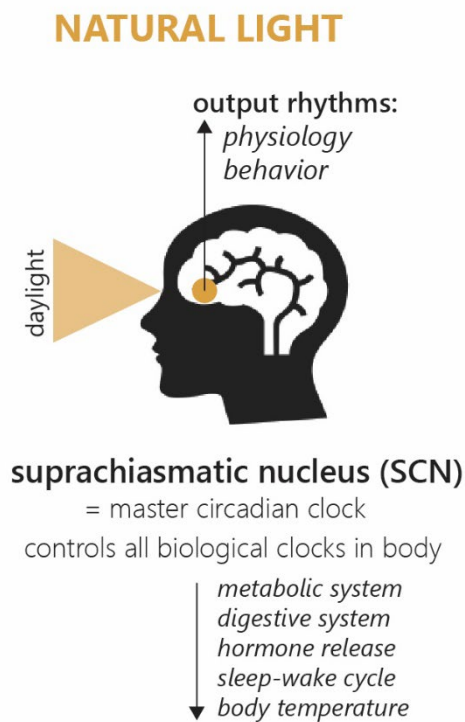 NATURAL LIGHT
output rhythms:
physiology
behavior
daylight
suprachiasmatic nucleus (SCN)
= master circadian clock
controls all biological clocks in body
metabolic system
digestive system
hormone release
sleep-wake cycle
body temperature